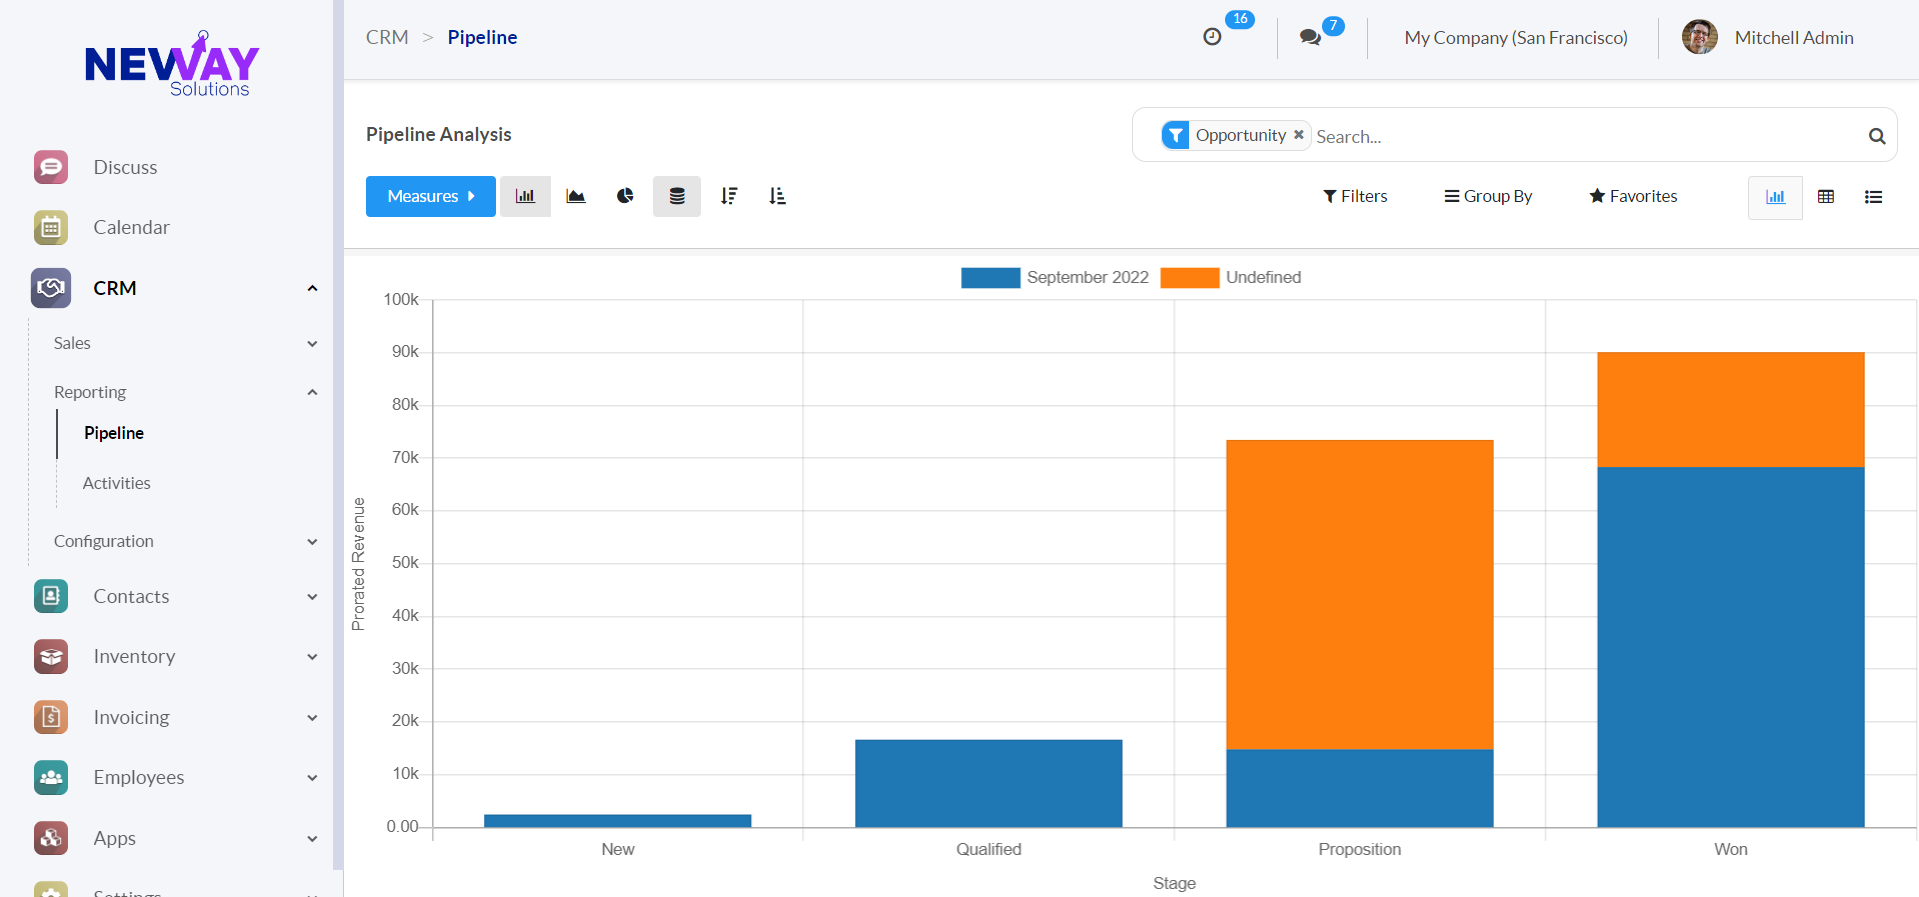 NEWAY
Solutions
Discuss
Calendar
CRM
Sales
Reporting
Pipeline
Activities
Configuration
Contacts
Inventory
Invoicing
Employees
Apps
Settings
CRM > Pipeline
16
7
My Company (San Francisco)
Mitchell Admin
Pipeline Analysis
Opportunity Search...
Measures
Filters
Group By
Favorites
September 2022
Undefined
100k
90k
80k
70k
60k
50k
40k
30k
20k
10k
0.00
Prorated Revenue
New
Qualified
Proposition
Won
Stage